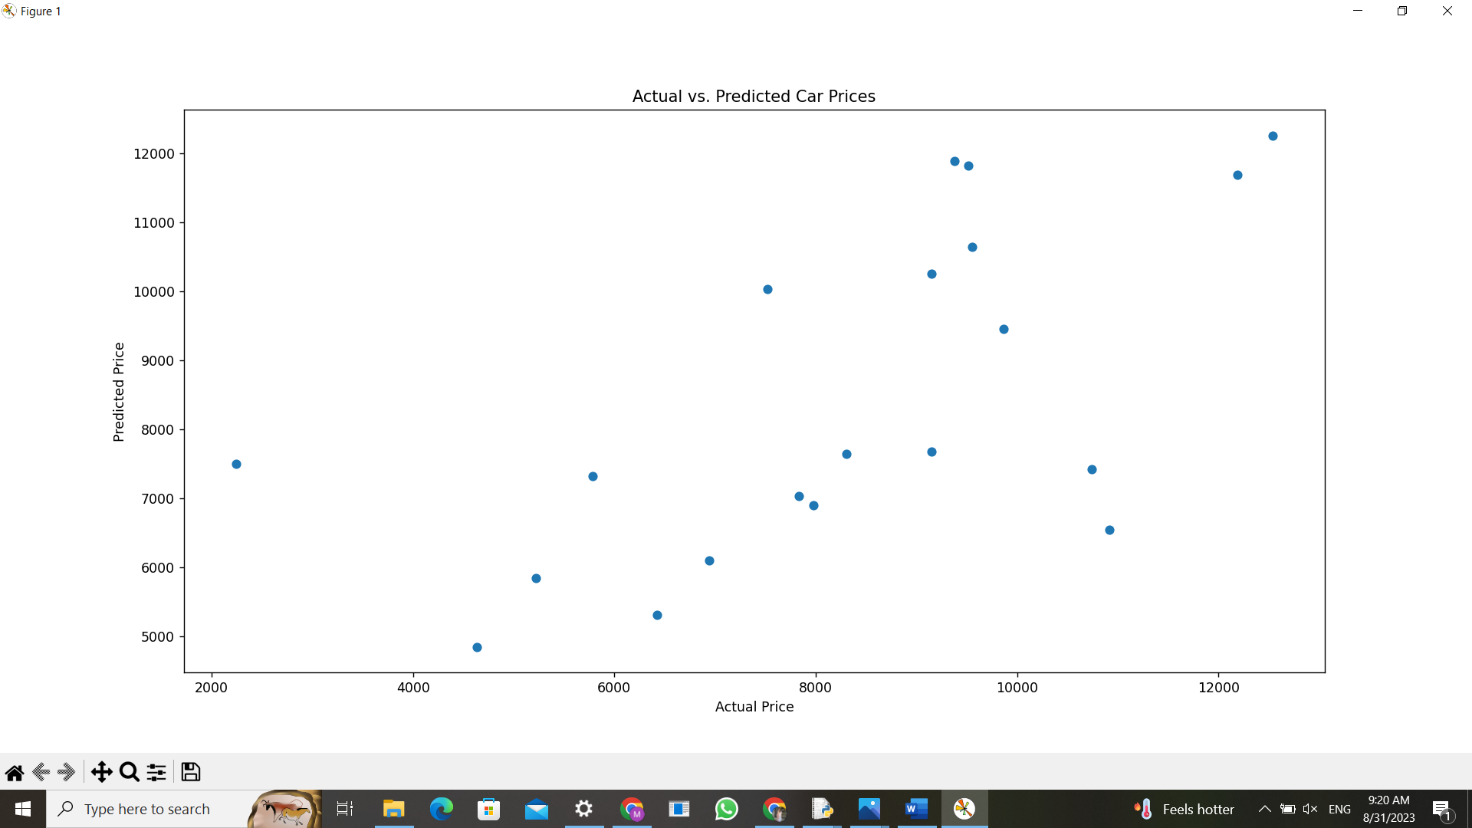 Figure 1
Actual vs. Predicted Car Prices
12000
11000
10000
9000
8000
7000
6000
5000
Predicted Price
2000 4000 6000 8000 10000 12000
Actual Price
Type here to search
M
W
Feels hotter
ENG
9:20 AM
8/31/2023
1